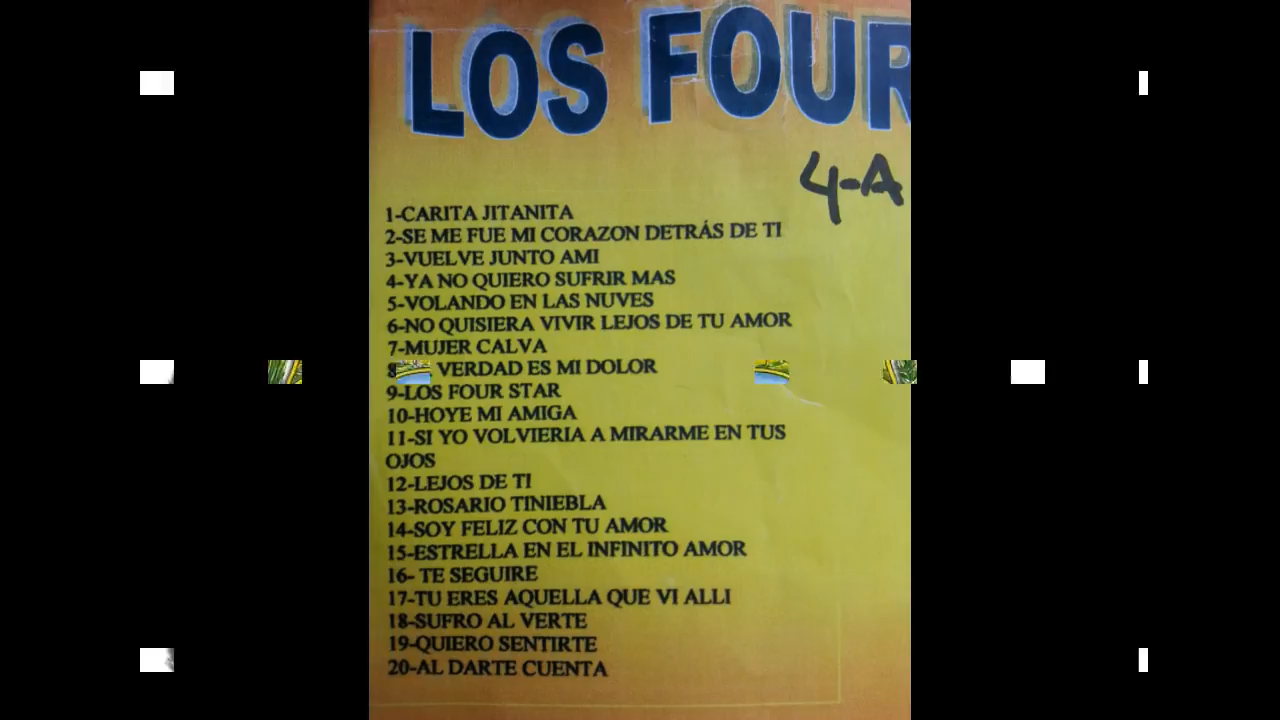 LOS FOUR
4-A
1-CARITA JITANITA
2-SE ME FUE MI CORAZON DETRÁS DE TI
3-VUELVE JUNTO AMI
4-YA NO QUIERO SUFRIR MAS
5-VOLANDO EN LAS NUVES
6-NO QUISIERA VIVIR LEJOS DE TU AMOR
7-MUJER CALVA
8 VERDAD ES MI DOLOR
9-LOS FOUR STAR
10-HOYE MI AMIGA
11-SI YO VOLVIERIA A MIRARME EN TUS
OJOS
12-LEJOS DE TI
13-ROSARIO TINIEBLA
14-SOY FELIZ CON TU AMOR
15-ESTRELLA EN EL INFINITO AMOR
16- TE SEGUIRE
17-TU ERES AQUELLA QUE VI ALLI
18-SUFRO AL VERTE
19-QUIERO SENTIRTE
20-AL DARTE CUENTA